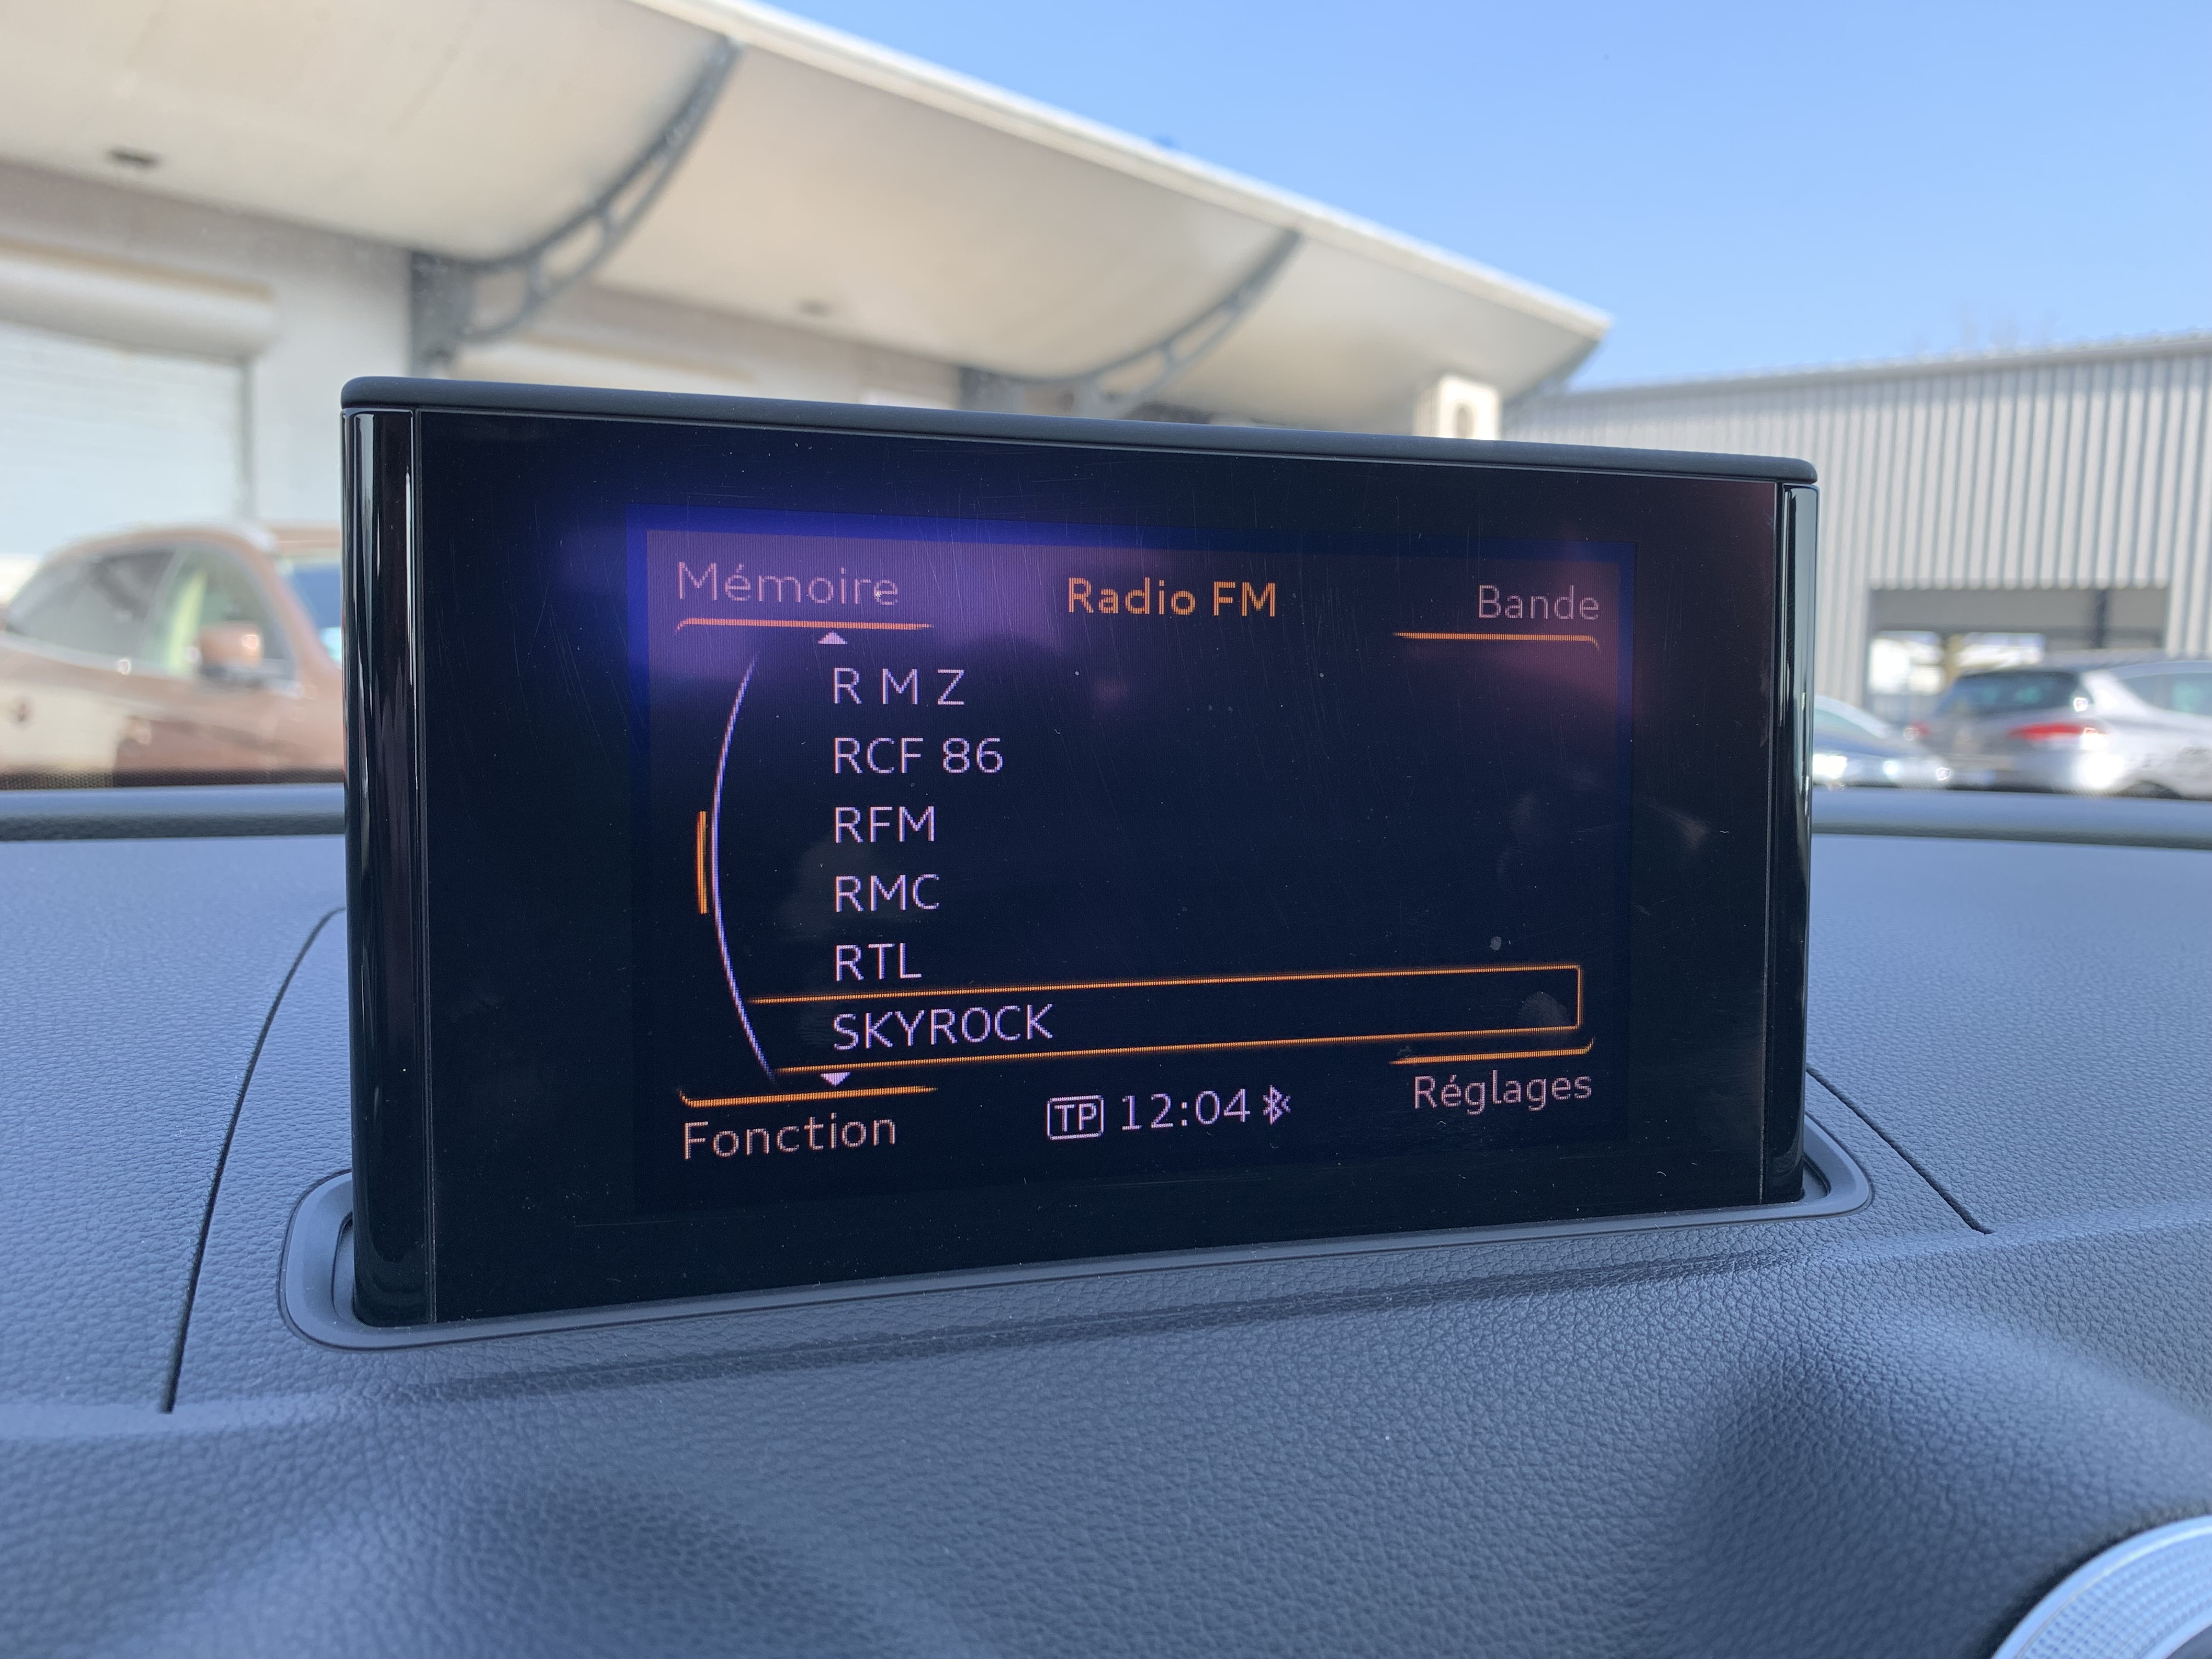 Mémoire Radio FM Bande
R M Z
RCF 86
RFM
RMC
RTL
SKYROCK
Fonction TP 12:04 Réglages